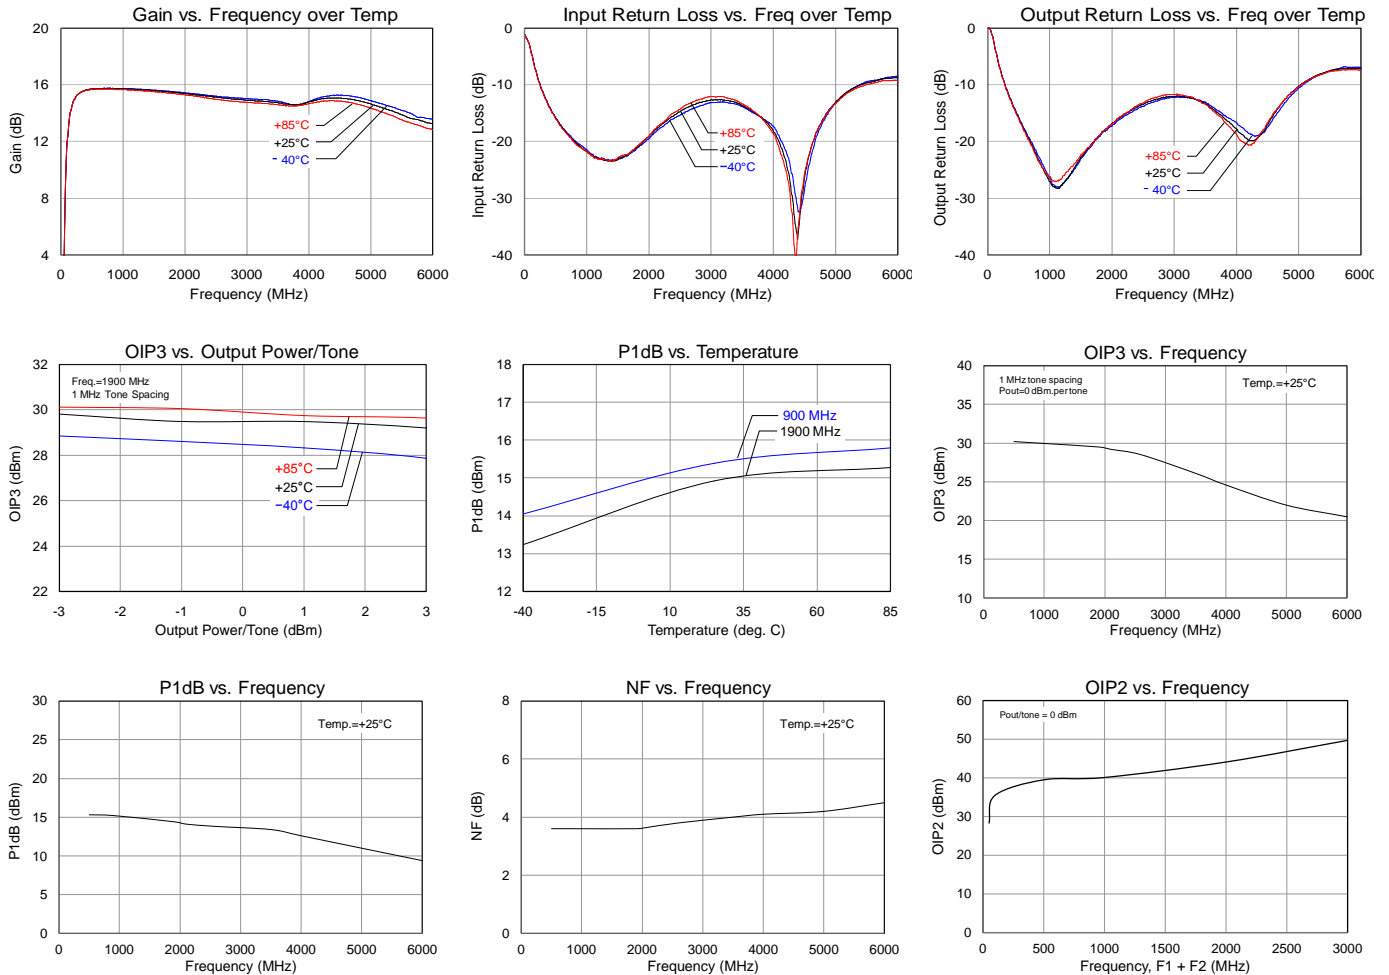 Gain vs. Frequency over Temp
20
16
12
8
4
Gain (dB)
+85°C
+25°C
- 40°C
0 1000 2000 3000 4000 5000 6000
Frequency (MHz)
Input Return Loss vs. Freq over Temp
0
-10
-20
-30
-40
Input Return Loss (dB)
+85°C
+25°C
−40°C
0 1000 2000 3000 4000 5000 6000
Frequency (MHz)
Output Return Loss vs. Freq over Temp
0
-10
-20
-30
-40
Output Return Loss (dB)
+85°C
+25°C
- 40°C
0 1000 2000 3000 4000 5000 6000
Frequency (MHz)
OIP3 vs. Output Power/Tone
32
30
28
26
24
22
OIP3 (dBm)
Freq.=1900 MHz
1 MHz Tone Spacing
+85°C
+25°C
−40°C
-3 -2 -1 0 1 2 3
Output Power/Tone (dBm)
P1dB vs. Temperature
18
17
16
15
14
13
12
P1dB (dBm)
900 MHz
1900MHz
-40 -15 10 35 60 85
Temperature (deg. C)
OIP3 vs. Frequency
40
35
30
25
20
15
10
OIP3 (dBm)
1 MHz tone spacing
Pout=0 dBm.per tone
Temp.=+25°C
0 1000 2000 3000 4000 5000 6000
Frequency (MHz)
P1dB vs. Frequency
30
25
20
15
10
5
0
P1dB (dBm)
Temp.=+25°C
0 1000 2000 3000 4000 5000 6000
Frequency (MHz)
NF vs. Frequency
8
6
4
2
0
NF (dB)
Temp.=+25°C
0 1000 2000 3000 4000 5000 6000
Frequency (MHz)
OIP2 vs. Frequency
60
50
40
30
20
10
0
OIP2 (dBm)
Pout/tone = 0 dBm
0 500 1000 1500 2000 2500 3000
Frequency, F1 + F2 (MHz)